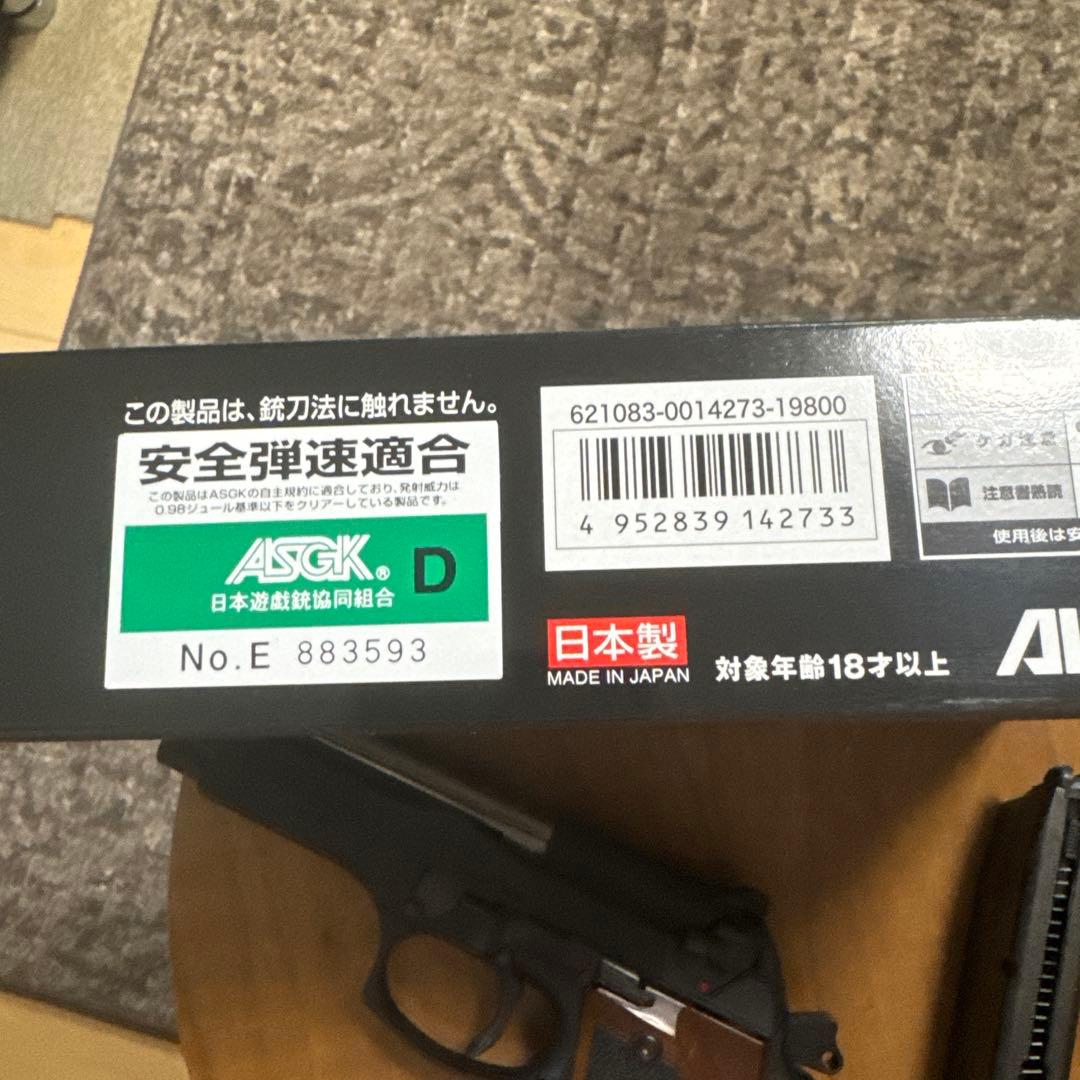 この製品は、銃刀法に触れません。
安全弾速適合
この製品はASGKの自主規約に適合しており、発射威力は
0.98ジュール基準以下をクリアーしている製品です。
ASGK® D
日本遊戯銃協同組合
No.E 883593
621083-0014273-19800
4 952839 142733
日本製
MADE IN JAPAN
対象年齢18才以上
ケガ注意
注意書熟読
使用後は安